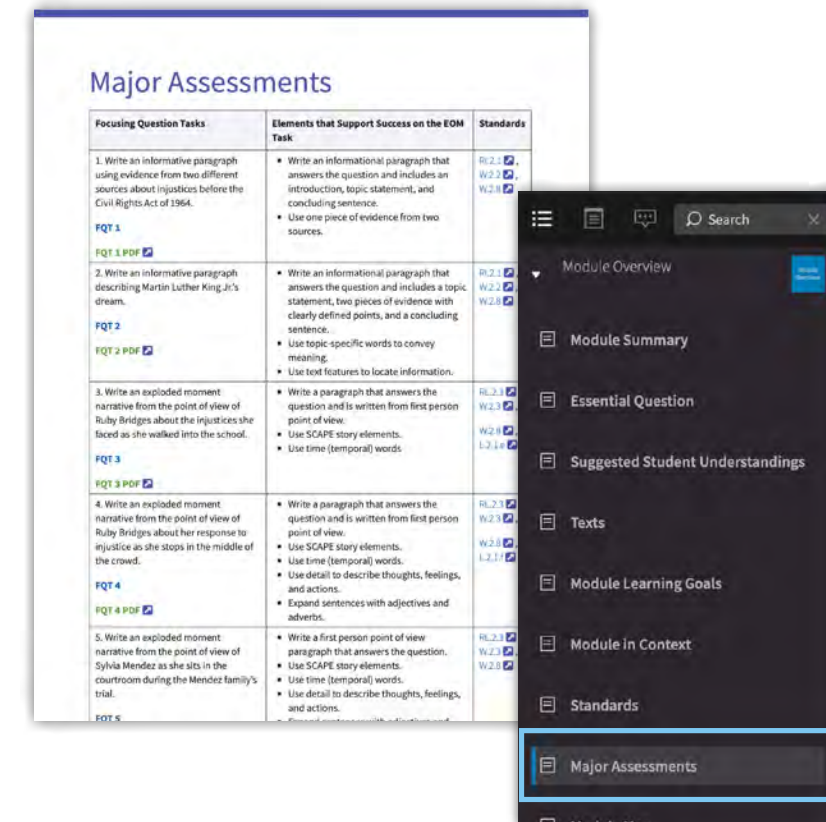 Major Assessments
Focusing Question Tasks
Elements that Support Success on the EOM
Task
Standards
1. Write an informative paragraph
using evidence from two different
sources about injustices before the
Civil Rights Act of 1964.
FQT 1
FQT 1 PDF
• Write an informational paragraph that
answers the question and includes an
introduction, topic statement, and
concluding sentence.
• Use one piece of evidence from two
sources.
RI.2.1,
W.2.2,
W.2.8
2. Write an informative paragraph
describing Martin Luther King Jr.'s
dream.
FQT 2
FQT 2 PDF
• Write an informational paragraph that
answers the question and includes a topic
statement, two pieces of evidence with
clearly defined points, and a concluding
sentence.
• Use topic-specific words to convey
meaning.
• Use text features to locate information.
RI.2.1,
W.2.2,
W.2.8
3. Write an exploded moment
narrative from the point of view of
Ruby Bridges about the injustices she
faced as she walked into the school.
FQT 3
FQT 3 PDF
• Write a paragraph that answers the
question and is written from first person
point of view.
• Use SCAPE story elements.
• Use time (temporal) words
RL.2.3
W.2.3,
W.2.8,
L.2.1.e
4. Write an exploded moment
narrative from the point of view of
Ruby Bridges about her response to
injustice as she stops in the middle of
the crowd.
FQT 4
FQT 4 PDF
• Write a paragraph that answers the
question and is written from first person
point of view.
• Use SCAPE story elements.
• Use time (temporal) words.
• Use detail to describe thoughts, feelings,
and actions.
• Expand sentences with adjectives and
adverbs.
RL.2.3
W.2.3,
W.2.8,
L.2.1.f
5. Write an exploded moment
narrative from the point of view of
Sylvia Mendez as she sits in the
courtroom during the Mendez family's
trial.
FQT 5
• Write a first person point of view
paragraph that answers the question.
• Use SCAPE story elements.
• Use time (temporal) words.
• Use detail to describe thoughts, feelings,
and actions.
RL.2.3
W.2.3,
W.2.8
Search
Module Overview
Module Summary
Essential Question
Suggested Student Understandings
Texts
Module Learning Goals
Module in Context
Standards
Major Assessments